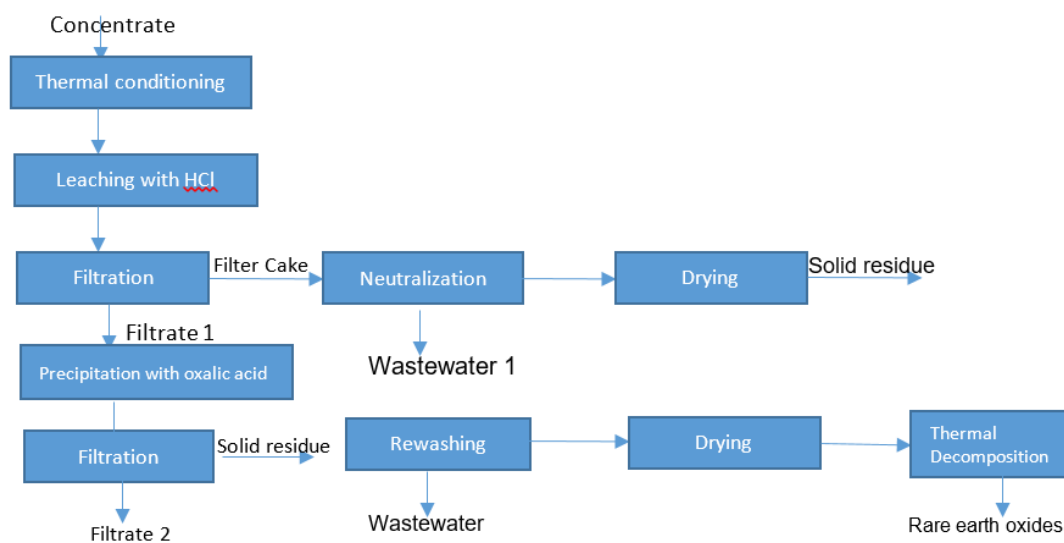 Concentrate
Thermal conditioning
Leaching with HCl
Filtration
Filter Cake
Neutralization
Drying
Solid residue
Filtrate 1
Wastewater 1
Precipitation with oxalic acid
Filtration
Solid residue
Rewashing
Drying
Thermal
Decomposition
Filtrate 2
Wastewater
Rare earth oxides